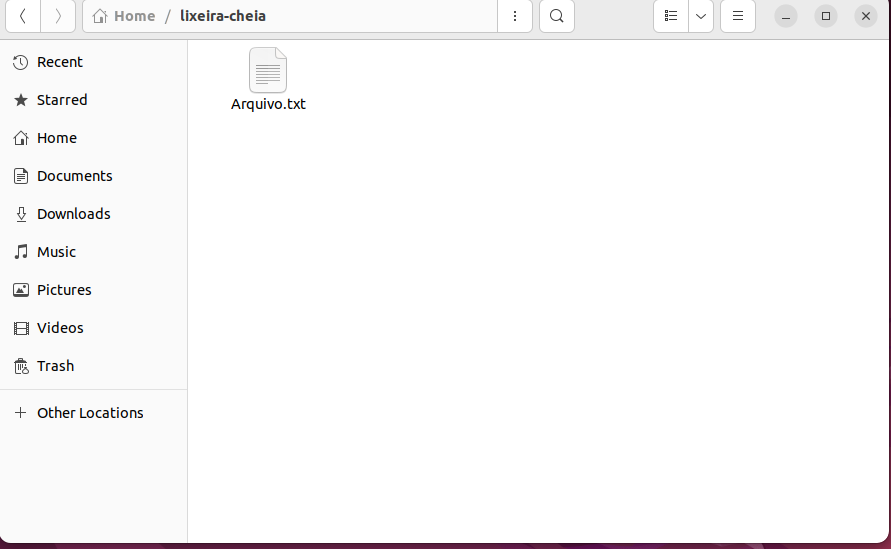 Home / lixeira-cheia
Recent
Starred
Home
Documents
Downloads
Music
Pictures
Videos
Trash
Other Locations
Arquivo.txt